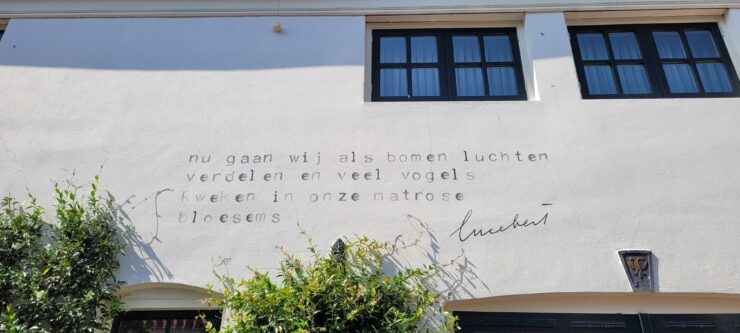 nu gaan wij als bomen luchten
verdelen en veel vogels
kweken in onze matrose
bloesems
lucebert